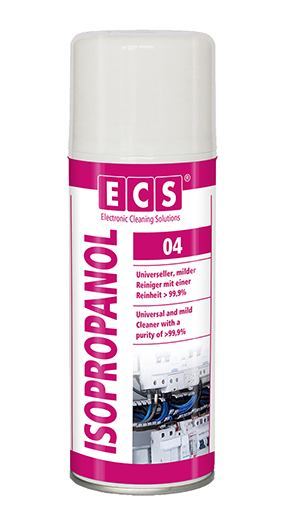 ECS®
Electronic Cleaning Solutions
04
ISOPROPANOL
Universeller, milder
Reiniger mit einer
Reinheit > 99,9%
Universal and mild
Cleaner with a
purity of >99,9%